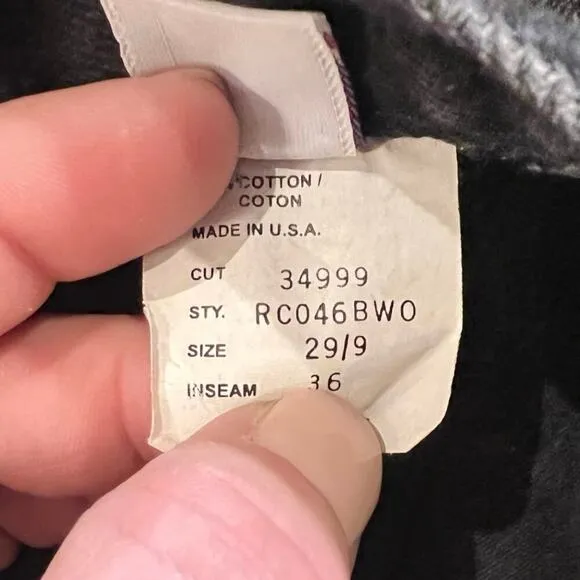 COTTON /
COTON
MADE IN U.S.A.
CUT 34999
STY. RC046BWO
SIZE 29/9
INSEAM 36